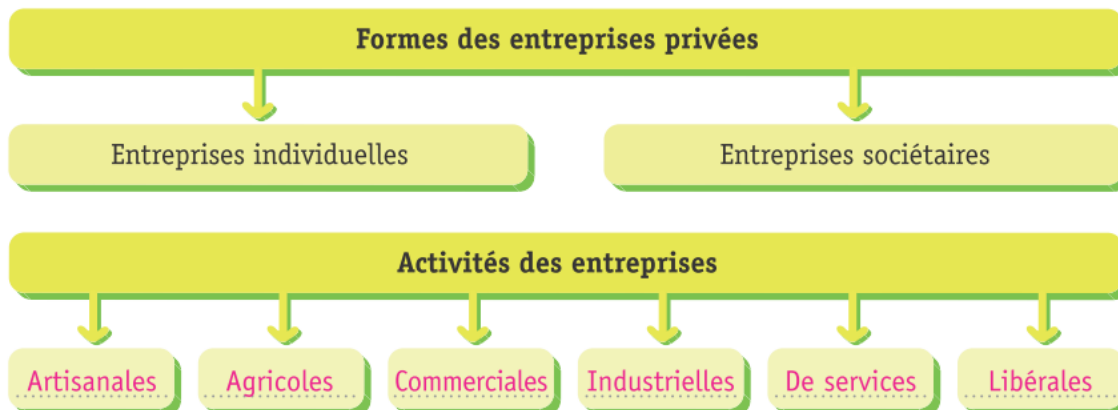 Formes des entreprises privées
Entreprises individuelles
Entreprises sociétaires
Activités des entreprises
Artisanales
Agricoles
Commerciales
Industrielles
De services
Libérales